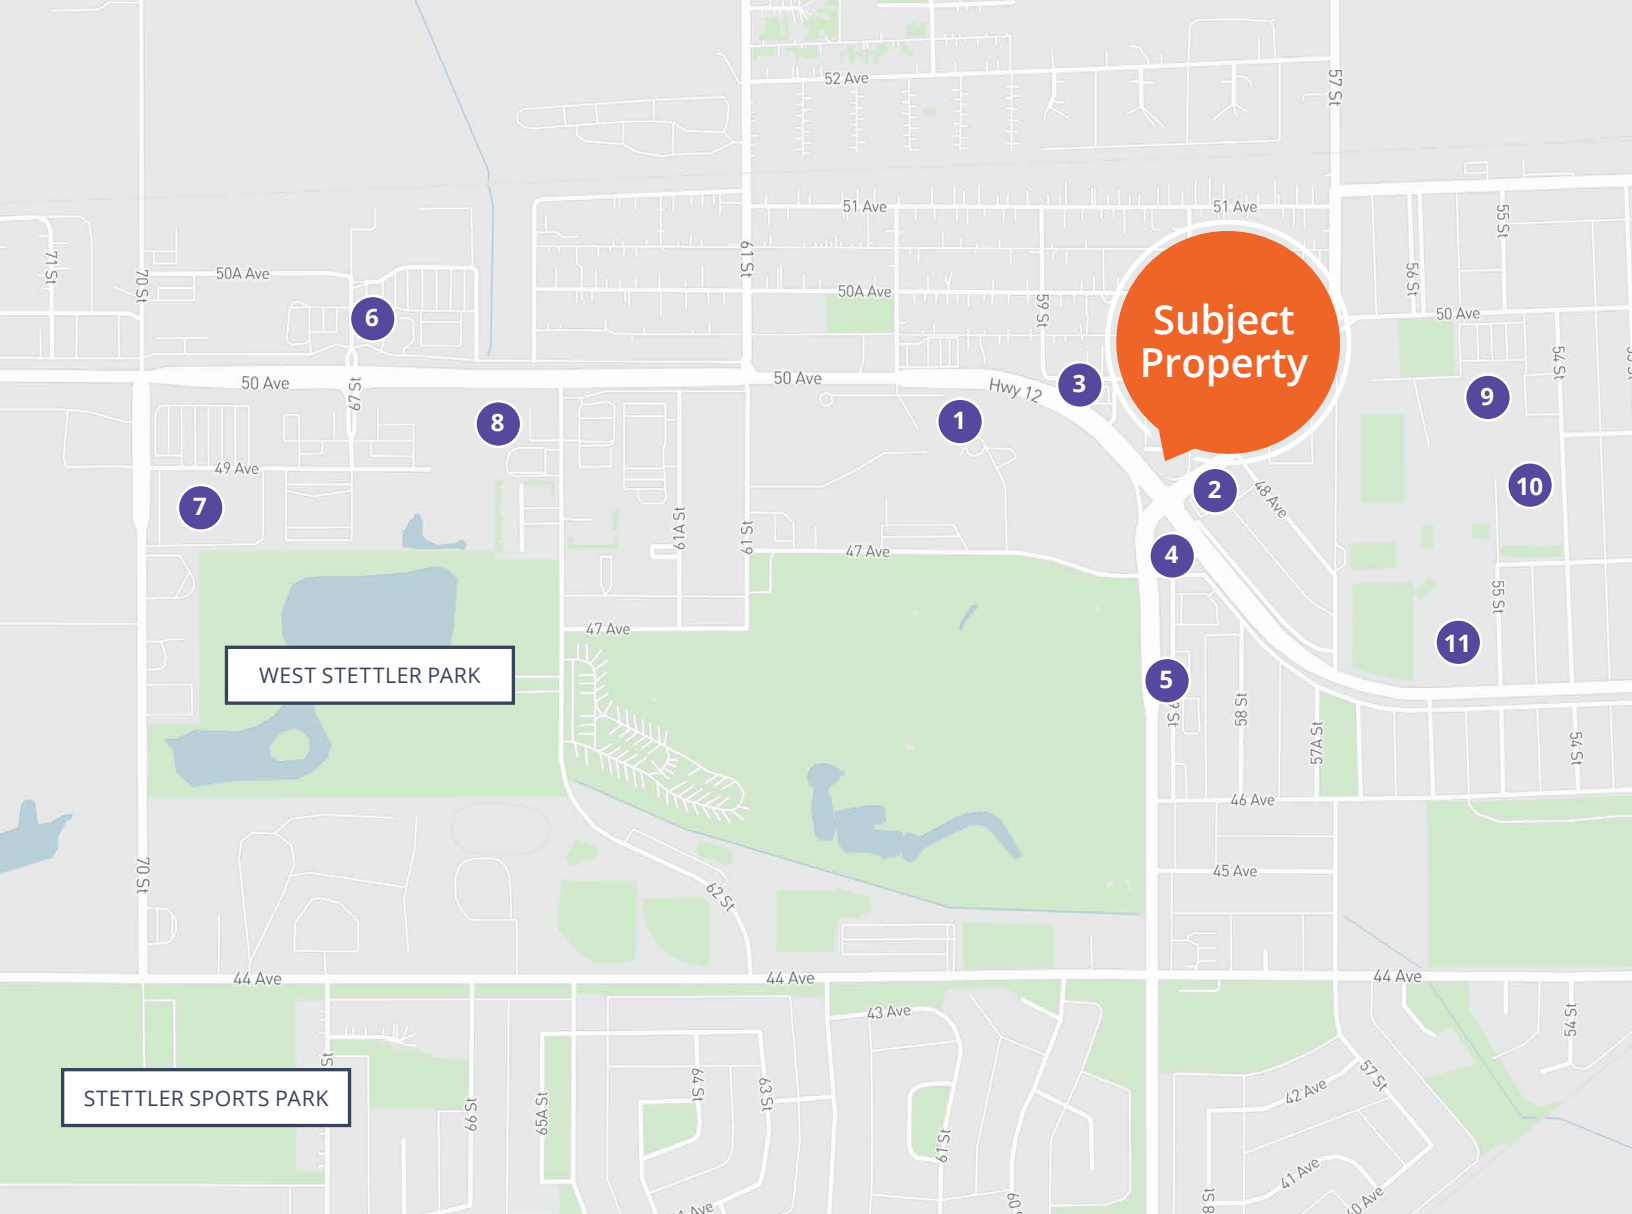 52 Ave
57 St
51 Ave
51 Ave
55 St
71 St
70 St
50A Ave
61 St
50A Ave
59 St
56 St
50 Ave
6
Subject
Property
54 St
50 Ave
67 St
50 Ave
Hwy 12
3
9
8
1
49 Ave
7
2
48 Ave
10
61A St
61 St
47 Ave
4
55 St
47 Ave
11
WEST STETTLER PARK
5
58 St
57A St
54 St
46 Ave
70 St
62 St
45 Ave
44 Ave
44 Ave
44 Ave
43 Ave
54 St
St
STETTLER SPORTS PARK
66 St
65A St
64 St
63 St
57 St
42 Ave
61 St
41 Ave